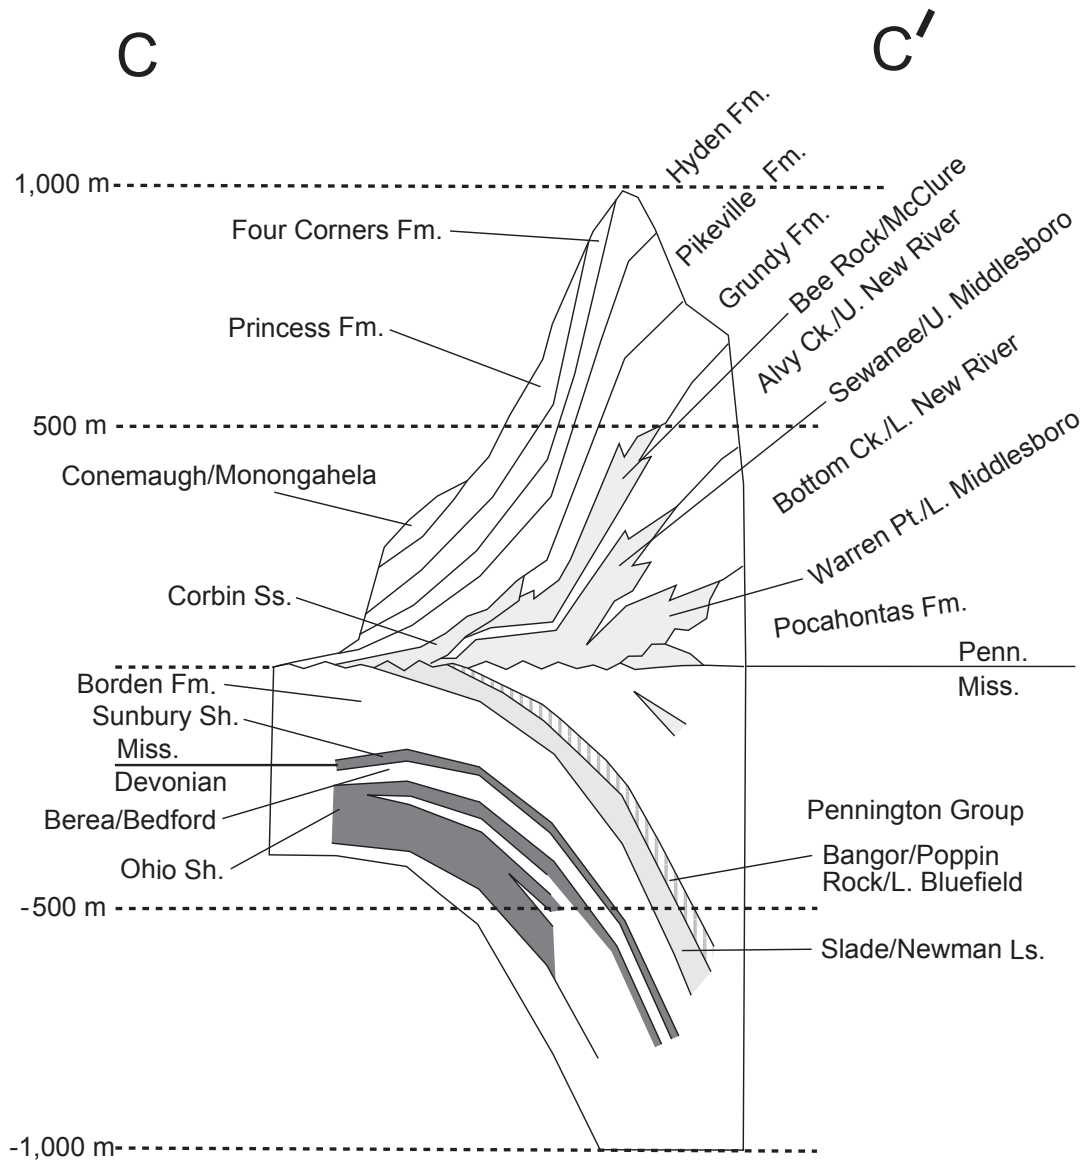 C
C'
Hyden Fm.
1,000 m
Pikeville Fm.
Four Corners Fm.
Grundy Fm.
Bee Rock/McClure
Alvy Ck./U. New River
Princess Fm.
Sewanee/U. Middlesboro
500 m
Bottom Ck./L. New River
Conemaugh/Monongahela
Warren Pt./L. Middlesboro
Corbin Ss.
Pocahontas Fm.
Penn.
Miss.
Borden Fm.
Sunbury Sh.
Miss.
Devonian
Berea/Bedford
Pennington Group
Ohio Sh.
Bangor/Poppin
Rock/L. Bluefield
-500 m
Slade/Newman Ls.
-1,000 m